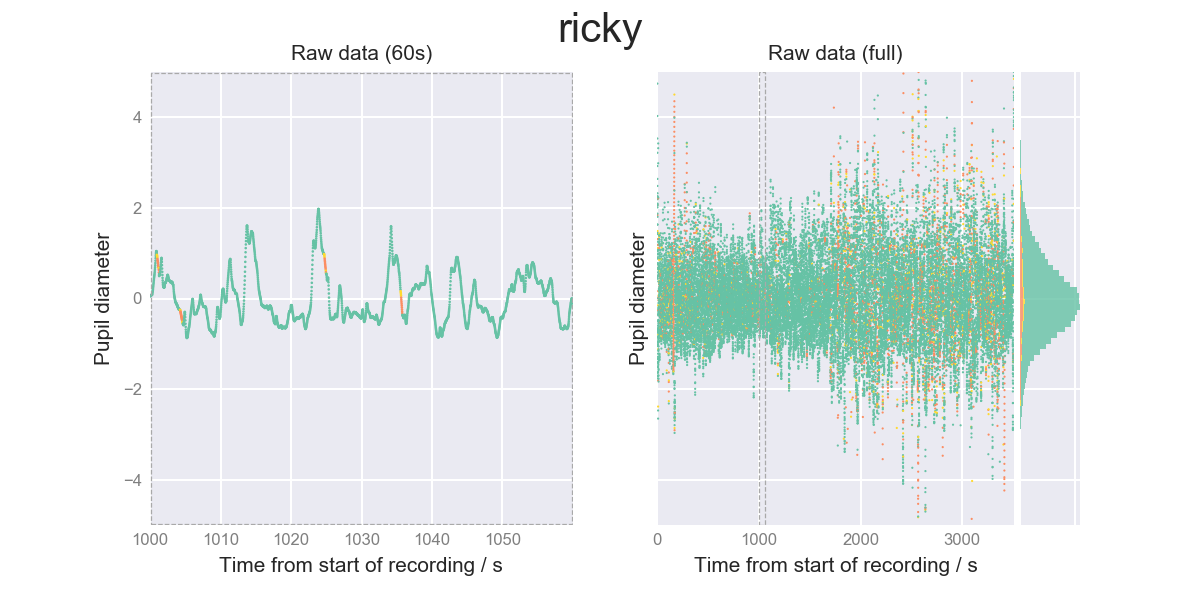 ricky
Raw data (60s)
Raw data (full)
Pupil diameter
4
2
0
−2
−4
1000 1010 1020 1030 1040 1050
Time from start of recording / s
Pupil diameter
0 1000 2000 3000
Time from start of recording / s